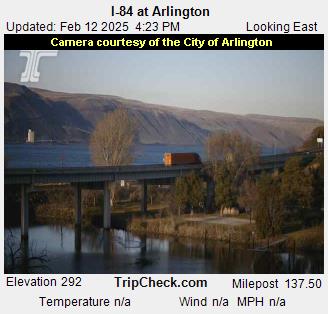 I-84 at Arlington
Updated: Feb 12 2025 4:23 PM Looking East
Camera courtesy of the City of Arlington
Elevation 292 TripCheck.com Milepost 137.50
Temperature n/a Wind n/a MPH n/a